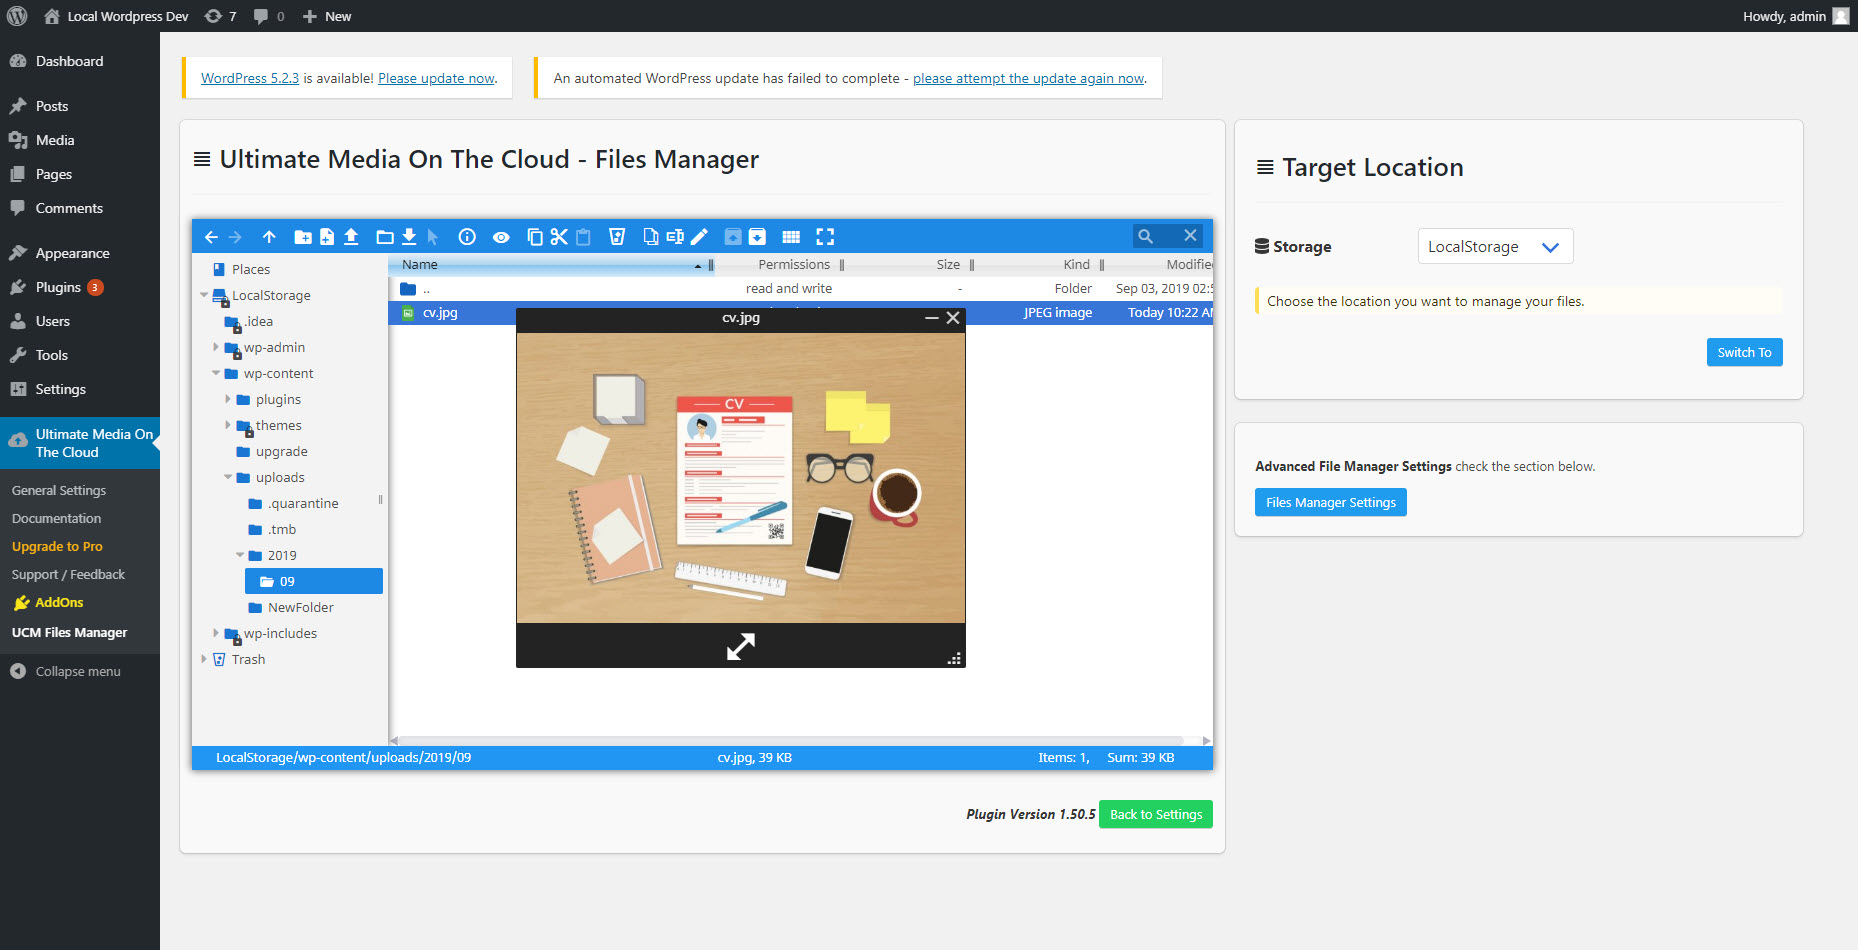 Local Wordpress Dev 7 0 New Howdy, admin
Dashboard
Posts
Media
Pages
Comments
Appearance
Plugins 3
Users
Tools
Settings
Ultimate Media On
The Cloud
General Settings
Documentation
Upgrade to Pro
Support / Feedback
AddOns
UCM Files Manager
Collapse menu
WordPress 5.2.3 is available! Please update now.
An automated WordPress update has failed to complete - please attempt the update again now.
Ultimate Media On The Cloud - Files Manager
Places
LocalStorage
.idea
wp-admin
wp-content
plugins
themes
upgrade
uploads
.quarantine
.tmb
2019
09
NewFolder
wp-includes
Trash
Name Permissions Size Kind Modifie
.. read and write - Folder Sep 03, 2019 02:5
cv.jpg JPEG image Today 10:22 AM
cv.jpg
CV
LocalStorage/wp-content/uploads/2019/09 cv.jpg, 39 KB Items: 1, Sum: 39 KB
Plugin Version 1.50.5 Back to Settings
Target Location
Storage LocalStorage
Choose the location you want to manage your files.
Switch To
Advanced File Manager Settings check the section below.
Files Manager Settings